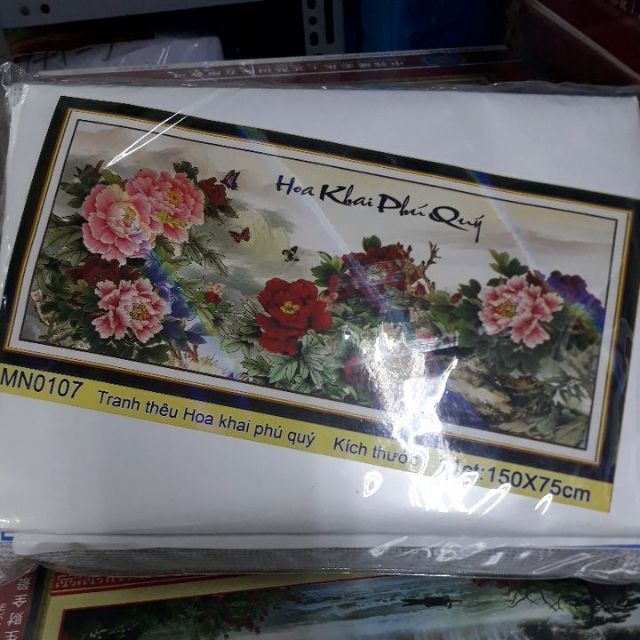 Hoa Khai Phú Quý
MN0107 Tranh thêu Hoa khai phú quý Kích thước :150X75cm